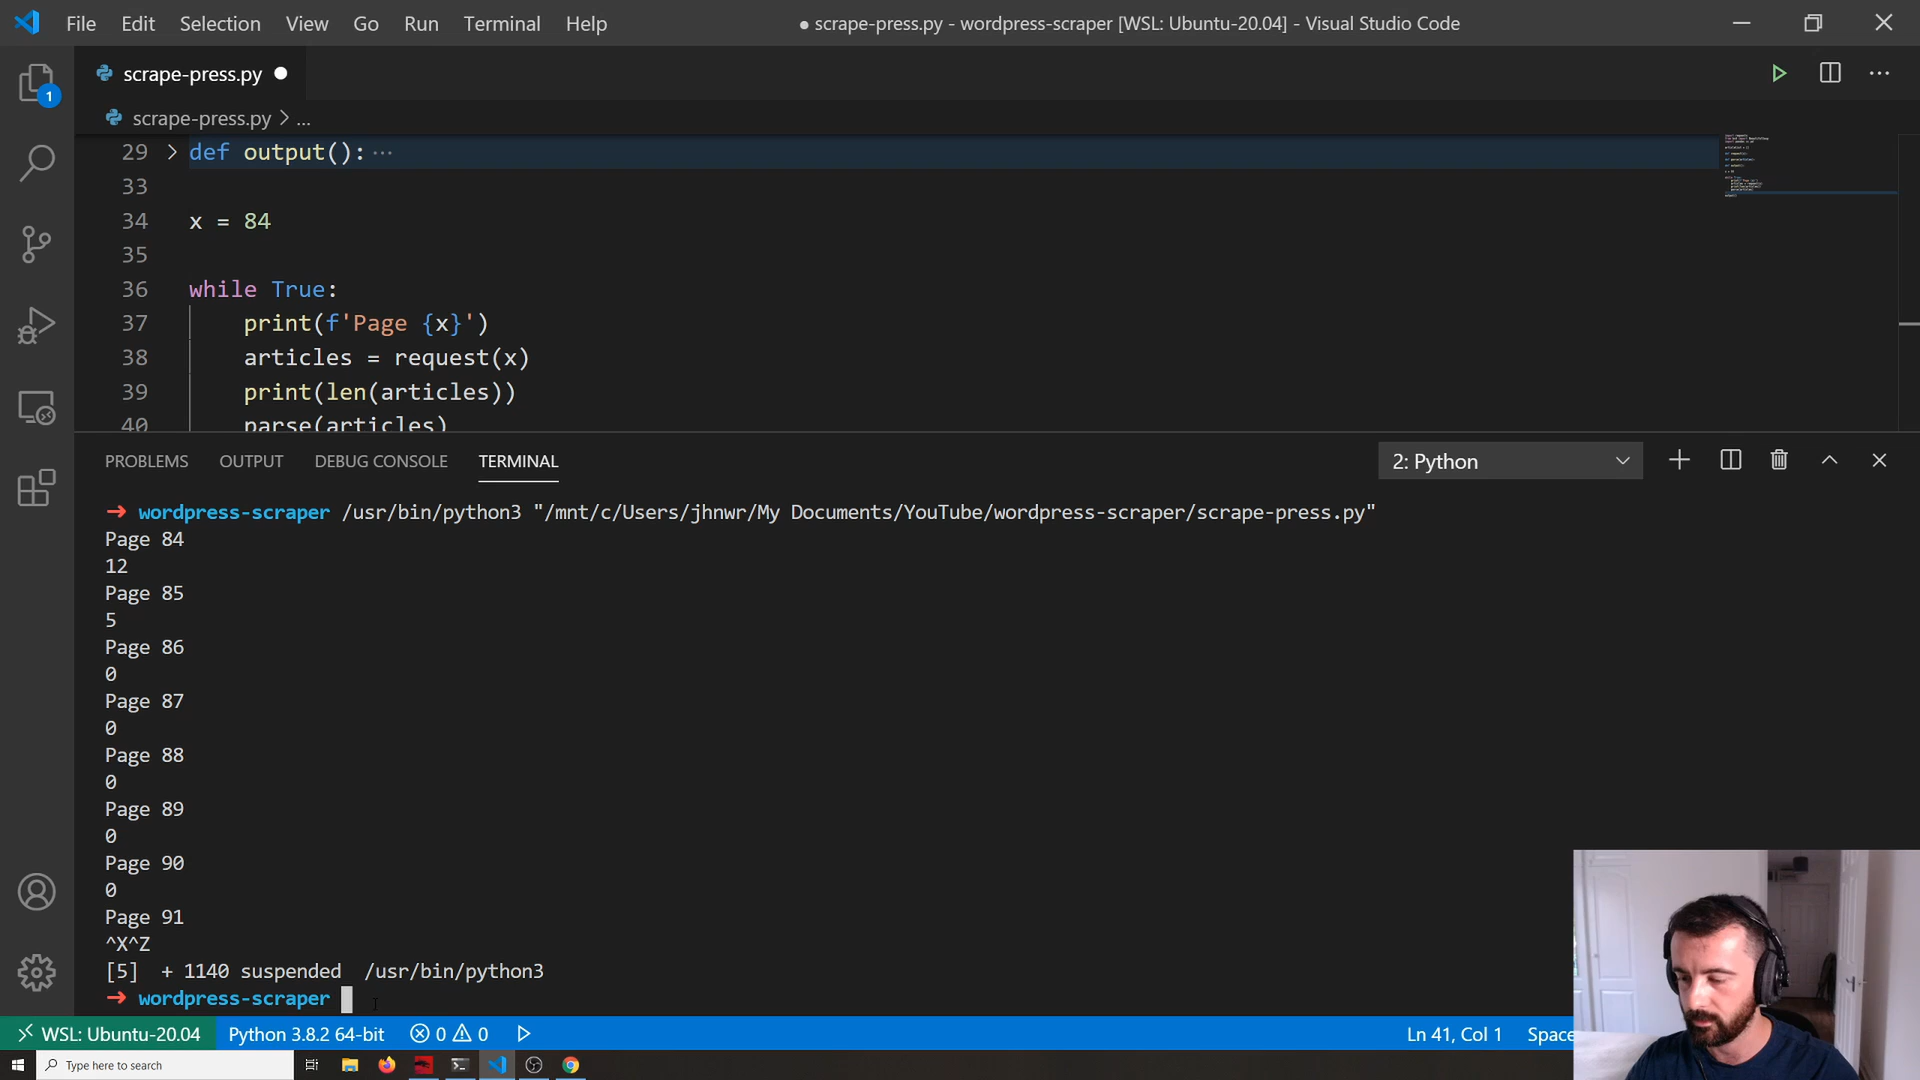 File Edit Selection View Go Run Terminal Help
● scrape-press.py - wordpress-scraper [WSL: Ubuntu-20.04] - Visual Studio Code
scrape-press.py ●
scrape-press.py > ...
1
29 > def output(): ...
33
34 x = 84
35
36 while True:
37 print(f'Page {x}')
38 articles = request(x)
39 print(len(articles))
40 parse(articles)
PROBLEMS OUTPUT DEBUG CONSOLE TERMINAL
2: Python
→ wordpress-scraper /usr/bin/python3 "/mnt/c/Users/jhnwr/My Documents/YouTube/wordpress-scraper/scrape-press.py"
Page 84
12
Page 85
5
Page 86
0
Page 87
0
Page 88
0
Page 89
0
Page 90
0
Page 91
^X^Z
[5] + 1140 suspended /usr/bin/python3
→ wordpress-scraper
WSL: Ubuntu-20.04 Python 3.8.2 64-bit 0 0 Ln 41, Col 1 Space
Type here to search